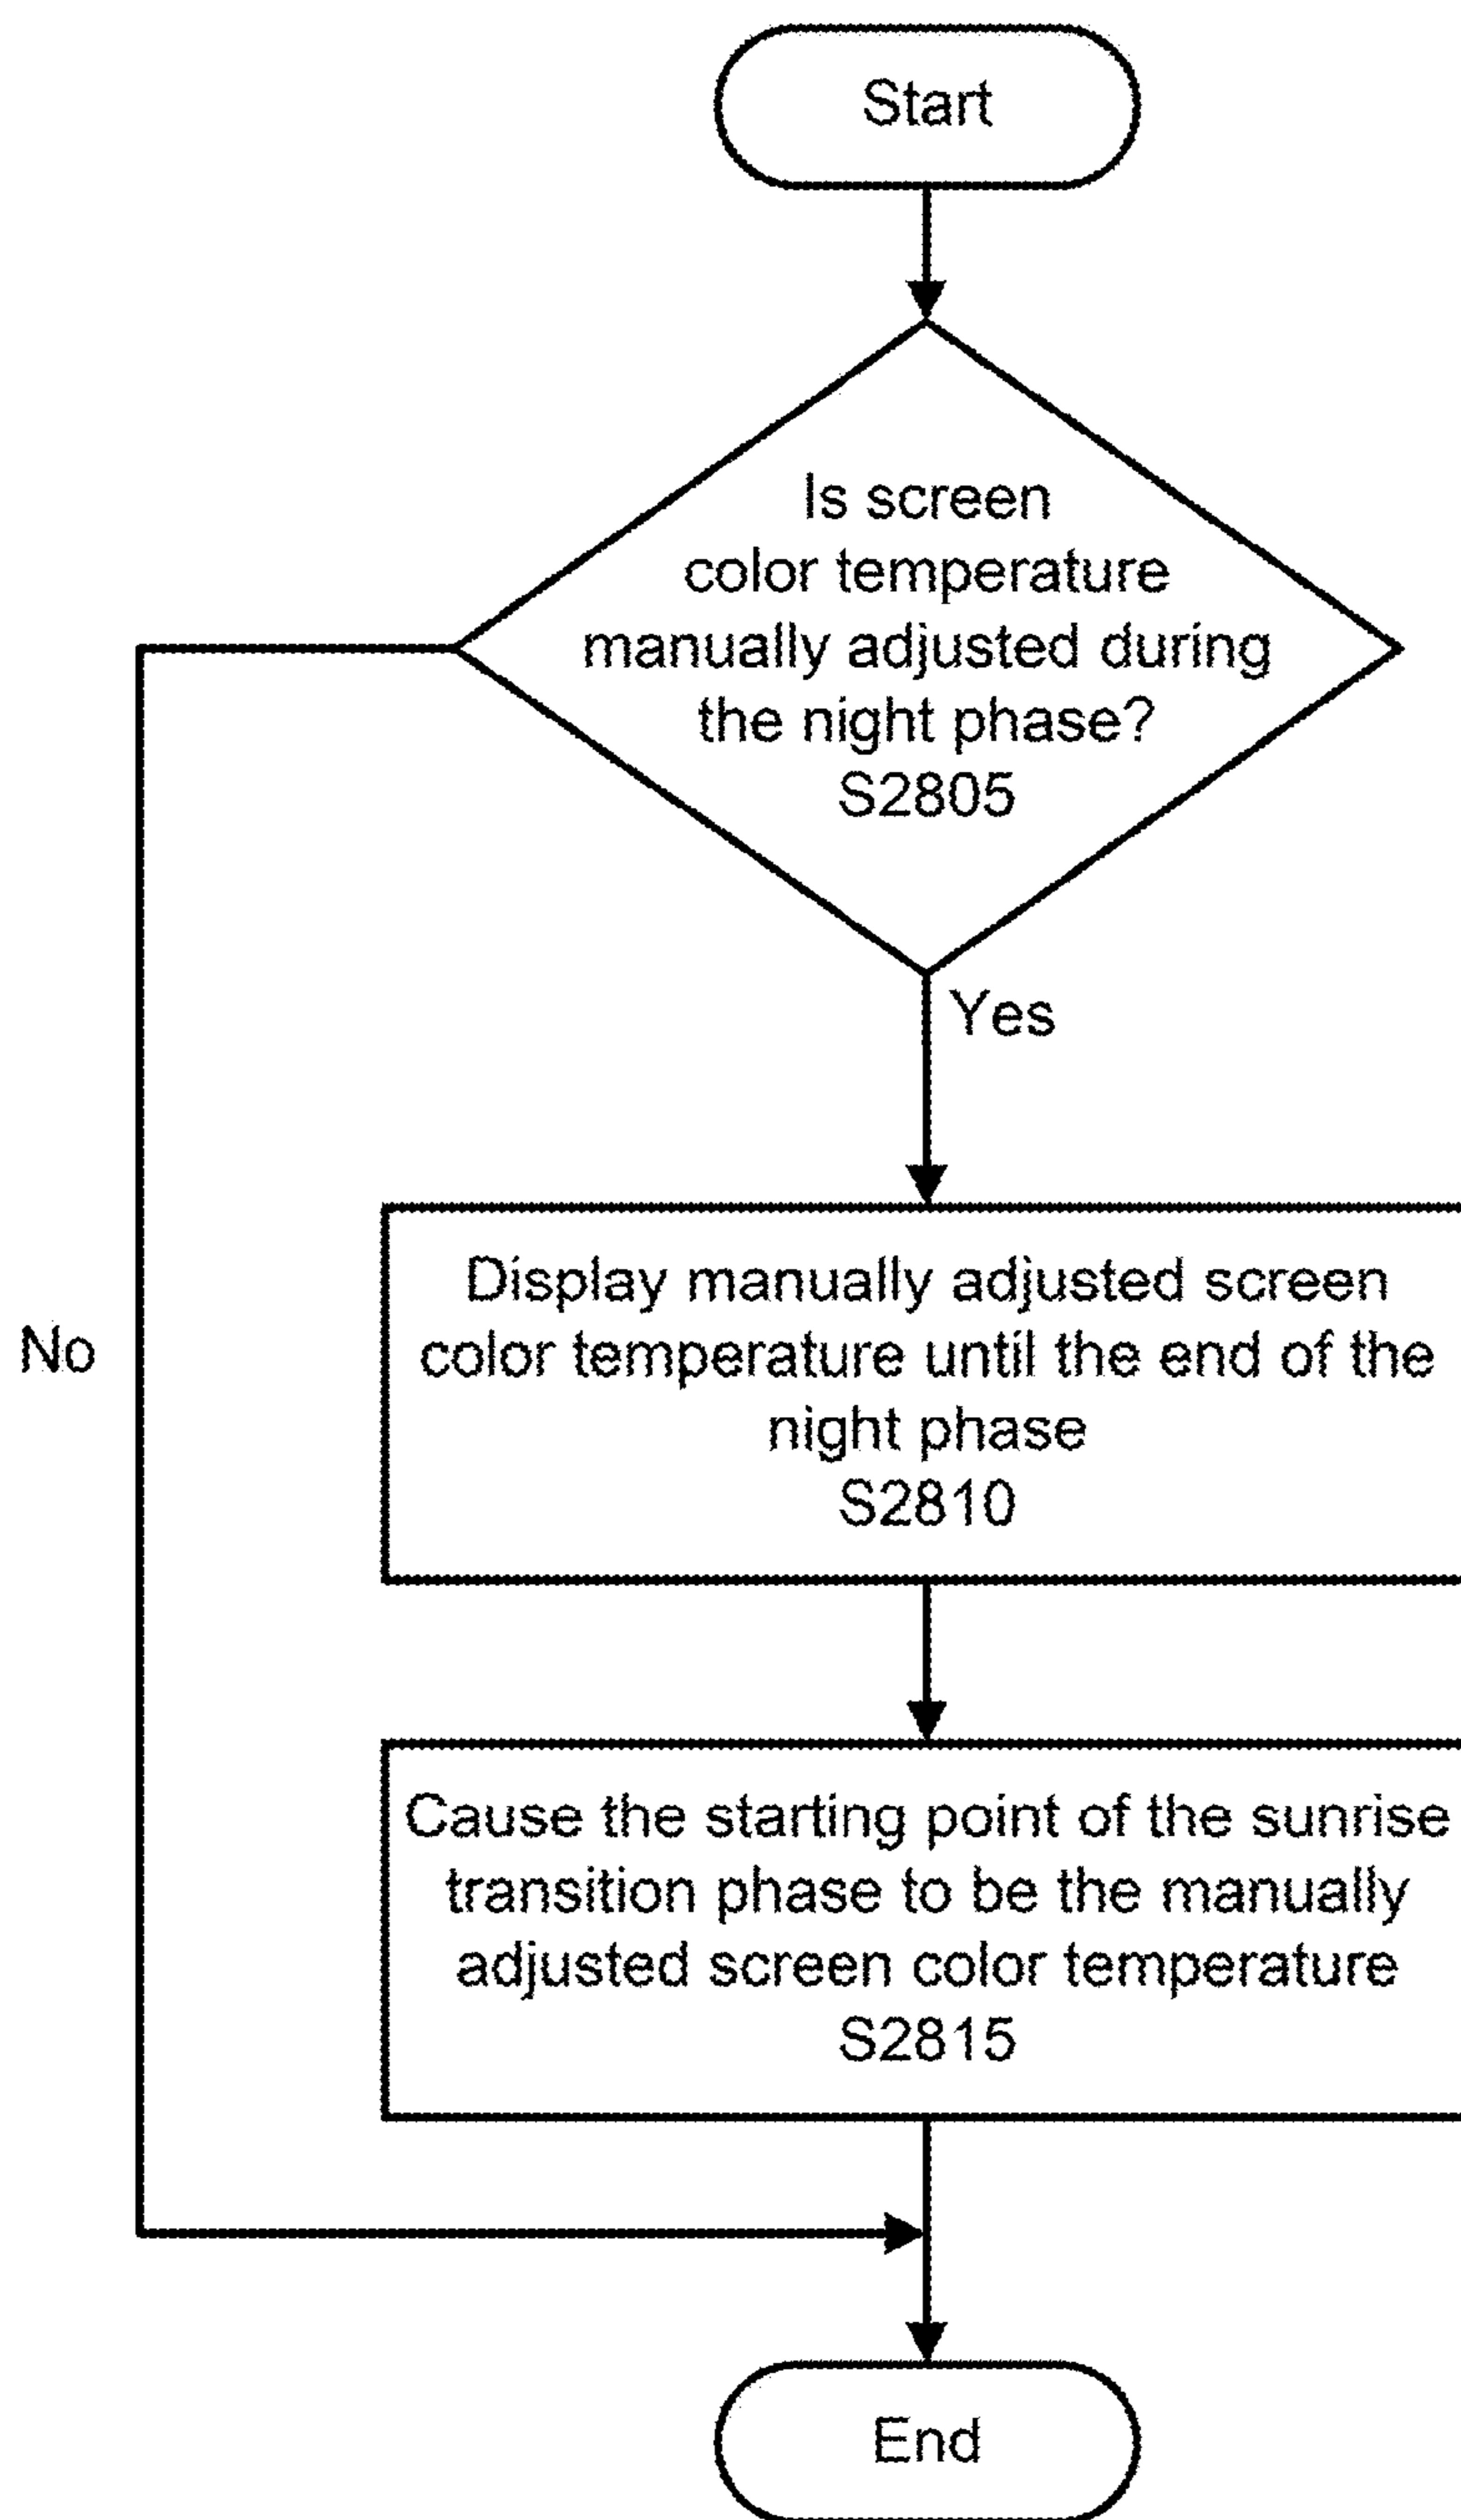 Start
Is screen
color temperature
manually adjusted during
the night phase?
S2805
Yes
No
Display manually adjusted screen
color temperature until the end of the
night phase
S2810
Cause the starting point of the sunrise
transition phase to be the manually
adjusted screen color temperature
S2815
End